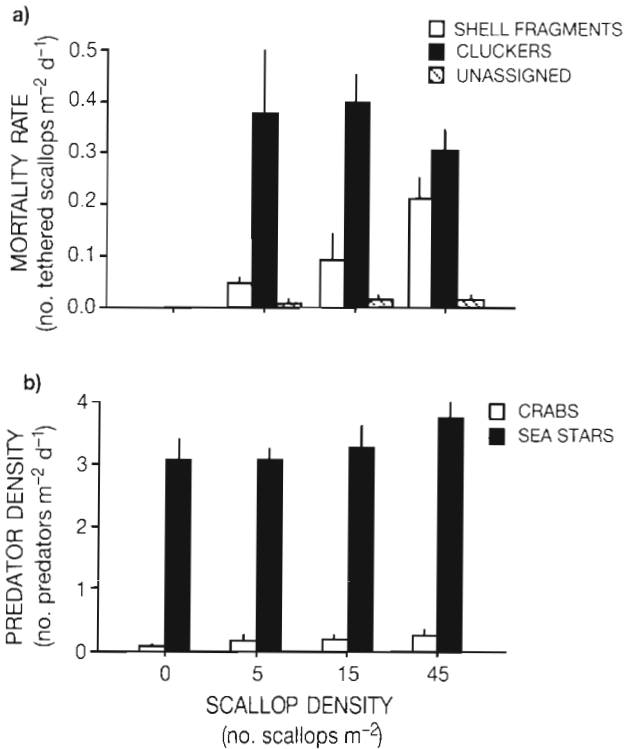 a)
SHELL FRAGMENTS
CLUCKERS
UNASSIGNED
MORTALITY RATE
(no. tethered scallops m⁻² d⁻¹)
0.5
0.4
0.3
0.2
0.1
0.0
b)
CRABS
SEA STARS
PREDATOR DENSITY
(no. predators m⁻² d⁻¹)
4
3
2
1
0
0 5 15 45
SCALLOP DENSITY
(no. scallops m⁻²)